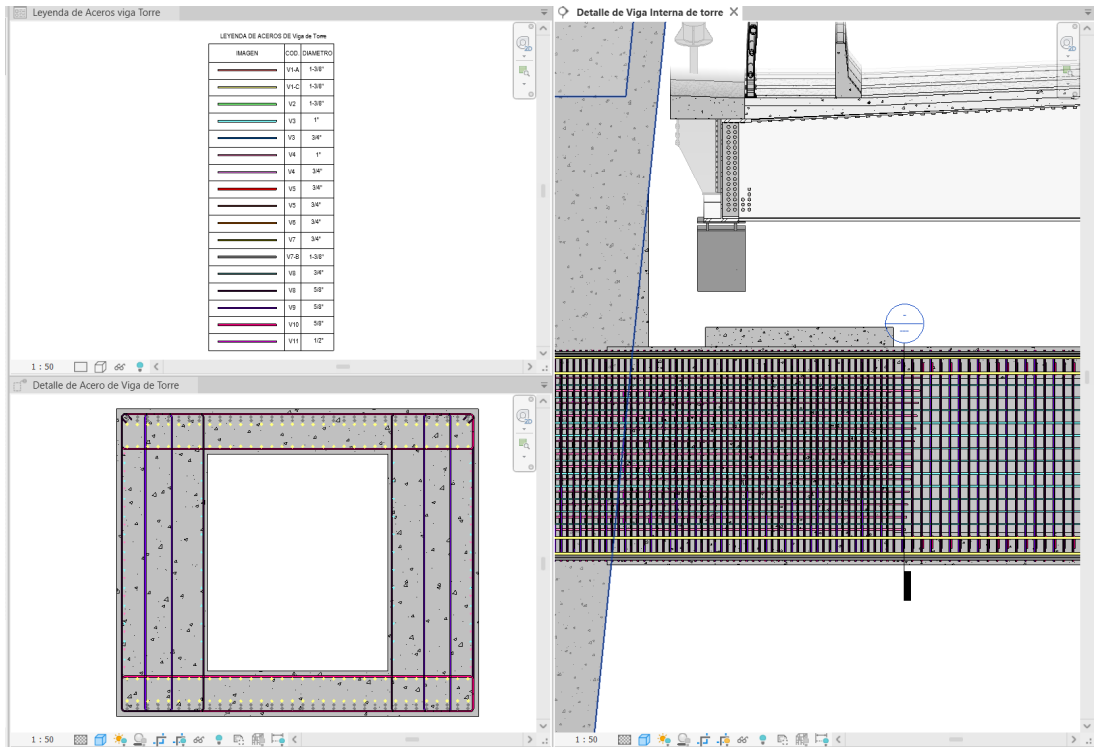 Leyenda de Aceros viga Torre
LEYENDA DE ACEROS DE Viga de Torre
IMAGEN COD. DIAMETRO
V1-A 1-3/8"
V1-C 1-3/8"
V2 1-3/8"
V3 1"
V3 3/4"
V4 1"
V4 3/4"
V5 3/4"
V5 3/4"
V6 3/4"
V7 3/4"
V7-B 1-3/8"
V8 3/4"
V8 5/8"
V9 5/8"
V10 5/8"
V11 1/2"
1 : 50
Detalle de Acero de Viga de Torre
1 : 50
Detalle de Viga Interna de torre
1 : 50